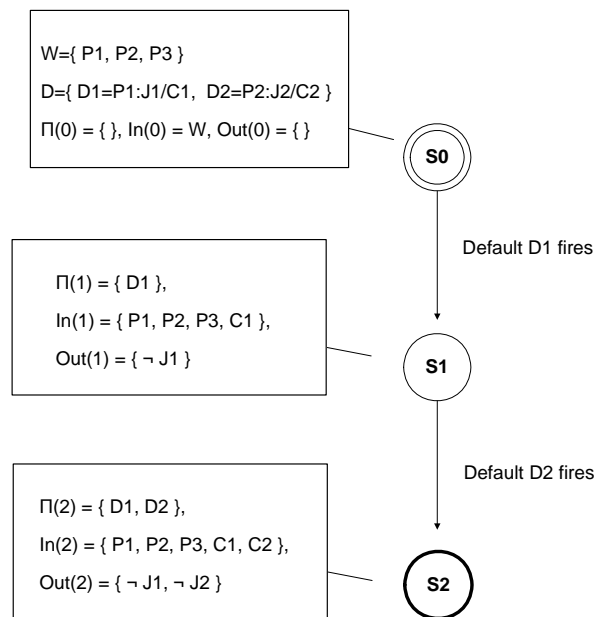 W={ P1, P2, P3 }
D={ D1=P1:J1/C1, D2=P2:J2/C2 }
Π(0) = { }, In(0) = W, Out(0) = { }
S0
Default D1 fires
Π(1) = { D1 },
In(1) = { P1, P2, P3, C1 },
Out(1) = { ¬ J1 }
S1
Default D2 fires
Π(2) = { D1, D2 },
In(2) = { P1, P2, P3, C1, C2 },
Out(2) = { ¬ J1, ¬ J2 }
S2